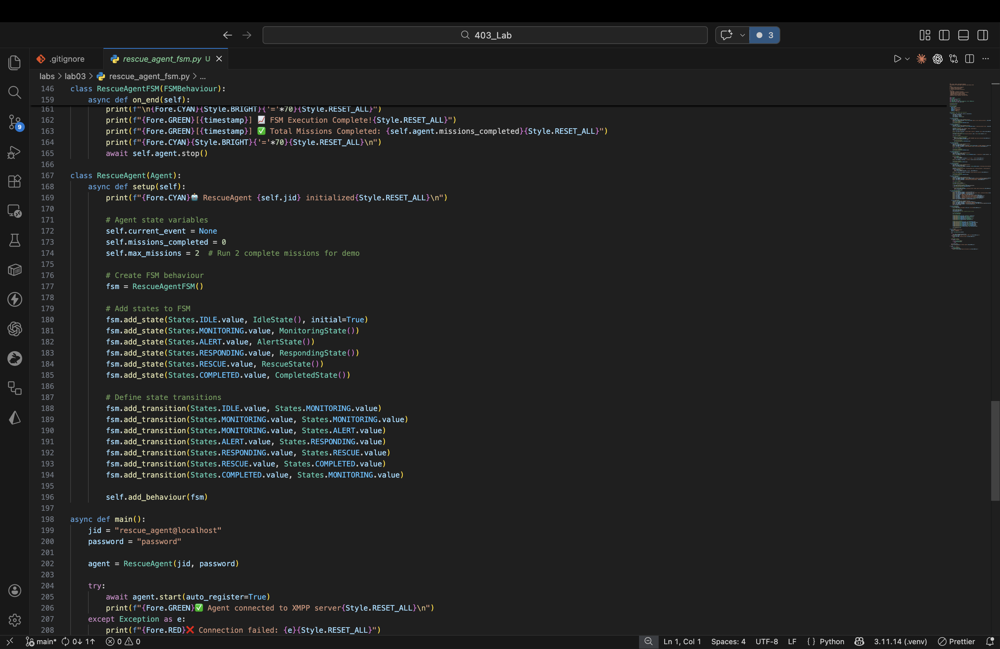 403_Lab
3
.gitignore
rescue_agent_fsm.py U
labs > lab03 > rescue_agent_fsm.py > ...
146 class RescueAgentFSM(FSMBehaviour):
159     async def on_end(self):
161         print(f"\n{Fore.CYAN}{Style.BRIGHT}{'='*70}{Style.RESET_ALL}")
162         print(f"{Fore.GREEN}[{timestamp}] 📈 FSM Execution Complete!{Style.RESET_ALL}")
163         print(f"{Fore.GREEN}[{timestamp}] ✅ Total Missions Completed: {self.agent.missions_completed}{Style.RESET_ALL}")
164         print(f"{Fore.CYAN}{Style.BRIGHT}{'='*70}{Style.RESET_ALL}\n")
165         await self.agent.stop()
166
167 class RescueAgent(Agent):
168     async def setup(self):
169         print(f"{Fore.CYAN}🤖 RescueAgent {self.jid} initialized{Style.RESET_ALL}\n")
170
171         # Agent state variables
172         self.current_event = None
173         self.missions_completed = 0
174         self.max_missions = 2  # Run 2 complete missions for demo
175
176         # Create FSM behaviour
177         fsm = RescueAgentFSM()
178
179         # Add states to FSM
180         fsm.add_state(States.IDLE.value, IdleState(), initial=True)
181         fsm.add_state(States.MONITORING.value, MonitoringState())
182         fsm.add_state(States.ALERT.value, AlertState())
183         fsm.add_state(States.RESPONDING.value, RespondingState())
184         fsm.add_state(States.RESCUE.value, RescueState())
185         fsm.add_state(States.COMPLETED.value, CompletedState())
186
187         # Define state transitions
188         fsm.add_transition(States.IDLE.value, States.MONITORING.value)
189         fsm.add_transition(States.MONITORING.value, States.MONITORING.value)
190         fsm.add_transition(States.MONITORING.value, States.ALERT.value)
191         fsm.add_transition(States.ALERT.value, States.RESPONDING.value)
192         fsm.add_transition(States.RESPONDING.value, States.RESCUE.value)
193         fsm.add_transition(States.RESCUE.value, States.COMPLETED.value)
194         fsm.add_transition(States.COMPLETED.value, States.MONITORING.value)
195
196         self.add_behaviour(fsm)
197
198 async def main():
199     jid = "rescue_agent@localhost"
200     password = "password"
201
202     agent = RescueAgent(jid, password)
203
204     try:
205         await agent.start(auto_register=True)
206         print(f"{Fore.GREEN}✅ Agent connected to XMPP server{Style.RESET_ALL}\n")
207     except Exception as e:
208         print(f"{Fore.RED}❌ Connection failed: {e}{Style.RESET_ALL}")
9
main* 0↓ 1↑ 0 0 Ln 1, Col 1 Spaces: 4 UTF-8 LF { } Python 3.11.14 (.venv) Prettier